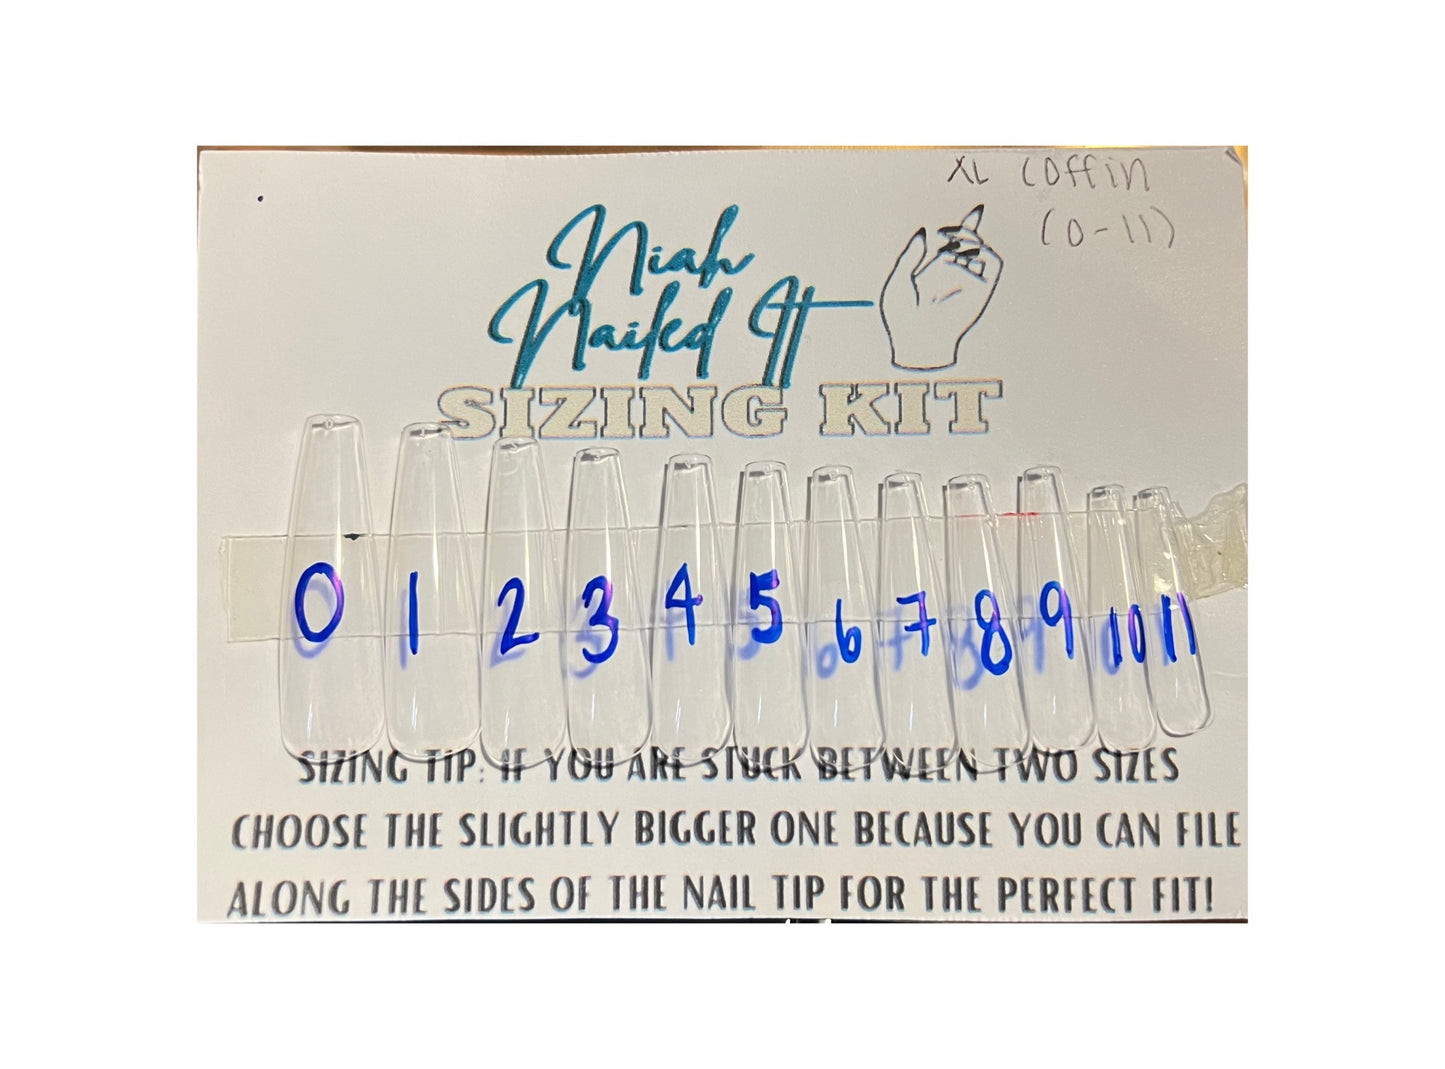 XL Coffin
(0-11)
Niah
Nailed It
SIZING KIT
0 1 2 3 4 5 6 7 8 9 10 11
SIZING TIP: IF YOU ARE STUCK BETWEEN TWO SIZES
CHOOSE THE SLIGHTLY BIGGER ONE BECAUSE YOU CAN FILE
ALONG THE SIDES OF THE NAIL TIP FOR THE PERFECT FIT!